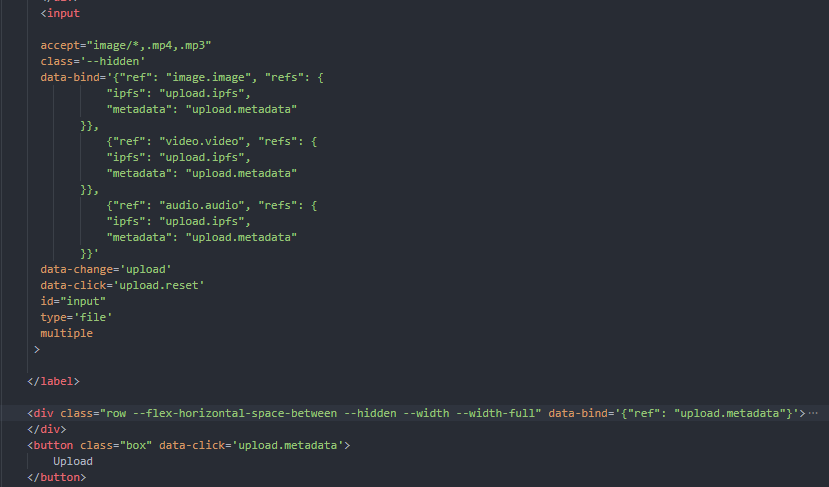 <input
accept="image/*,.mp4,.mp3"
class='--hidden'
data-bind='{"ref": "image.image", "refs": {
"ipfs": "upload.ipfs",
"metadata": "upload.metadata"
}},
{"ref": "video.video", "refs": {
"ipfs": "upload.ipfs",
"metadata": "upload.metadata"
}},
{"ref": "audio.audio", "refs": {
"ipfs": "upload.ipfs",
"metadata": "upload.metadata"
}}'
data-change='upload'
data-click='upload.reset'
id="input"
type='file'
multiple
>
</label>
<div class="row --flex-horizontal-space-between --hidden --width --width-full" data-bind='{"ref": "upload.metadata"}'>⋯
</div>
<button class="box" data-click='upload.metadata'>
Upload
</button>